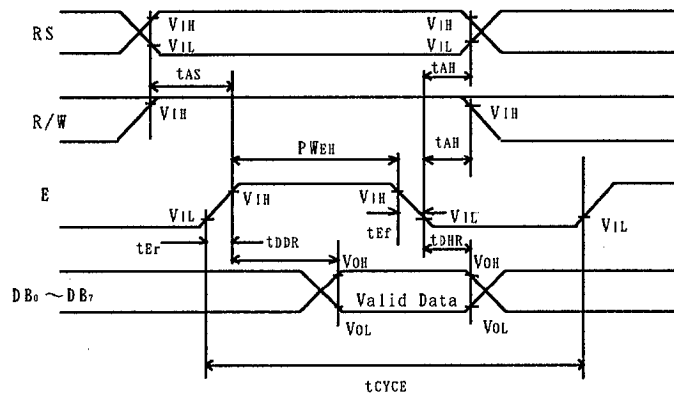 RS VIH VIH
VIL VIL
tAS tAH
R/W VIH VIH
PWEH tAH
E VIH VIH
VIL VIL VIL
tEr tDDR tEf tDHR
VOH VOH
DB0 ~DB7 Valid Data
VOL VOL
tCYCE